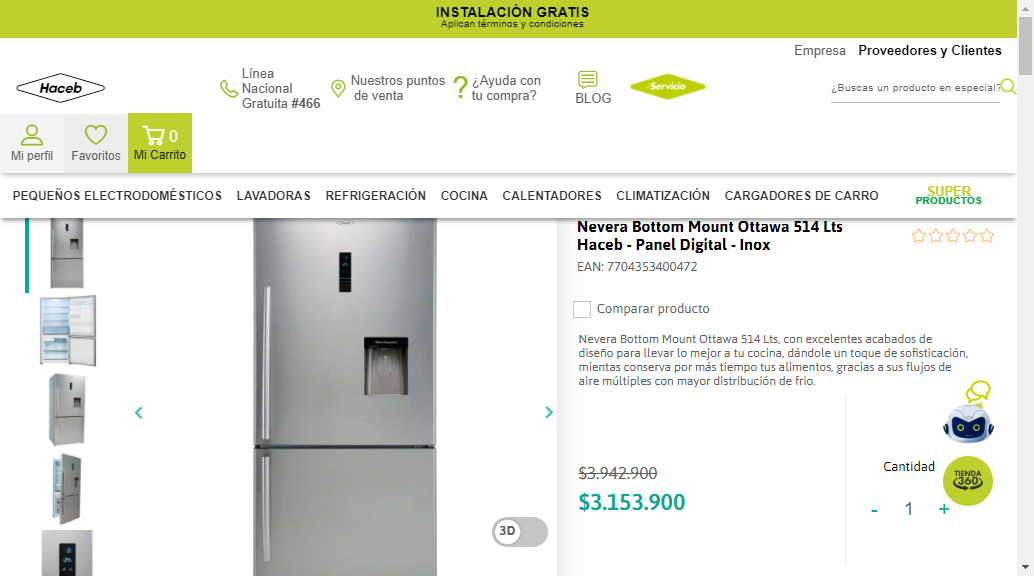 INSTALACIÓN GRATIS
Aplican términos y condiciones
Empresa Proveedores y Clientes
Haceb
Línea
Nacional
Gratuita #466
Nuestros puntos
de venta
¿Ayuda con
tu compra?
BLOG
Servicio
¿Buscas un producto en especial?
Mi perfil
Favoritos
0
Mi Carrito
PEQUEÑOS ELECTRODOMÉSTICOS LAVADORAS REFRIGERACIÓN COCINA CALENTADORES CLIMATIZACIÓN CARGADORES DE CARRO
SUPER
PRODUCTOS
Nevera Bottom Mount Ottawa 514 Lts
Haceb - Panel Digital - Inox
EAN: 7704353400472
Comparar producto
Nevera Bottom Mount Ottawa 514 Lts, con excelentes acabados de
diseño para llevar lo mejor a tu cocina, dándole un toque de sofisticación,
mientas conserva por más tiempo tus alimentos, gracias a sus flujos de
aire múltiples con mayor distribución de frio.
$3.942.900
$3.153.900
Cantidad
- 1 +
TIENDA
360
3D